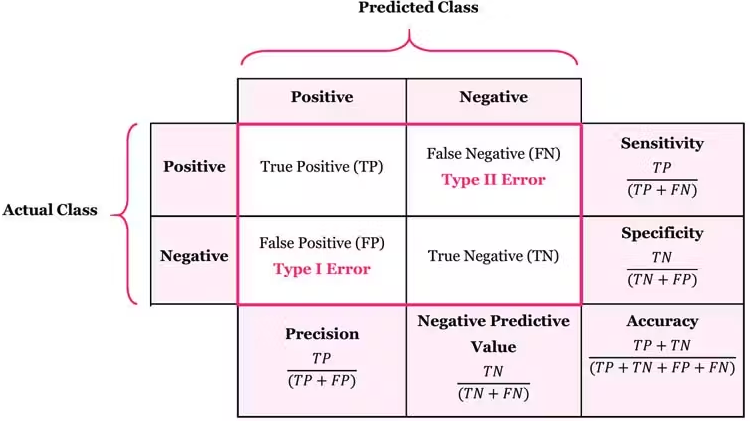 Predicted Class
Positive
Negative
Actual Class
Positive
True Positive (TP)
False Negative (FN)
Type II Error
Sensitivity
TP
(TP + FN)
Negative
False Positive (FP)
Type I Error
True Negative (TN)
Specificity
TN
(TN + FP)
Precision
TP
(TP + FP)
Negative Predictive
Value
TN
(TN + FN)
Accuracy
TP + TN
(TP + TN + FP + FN)